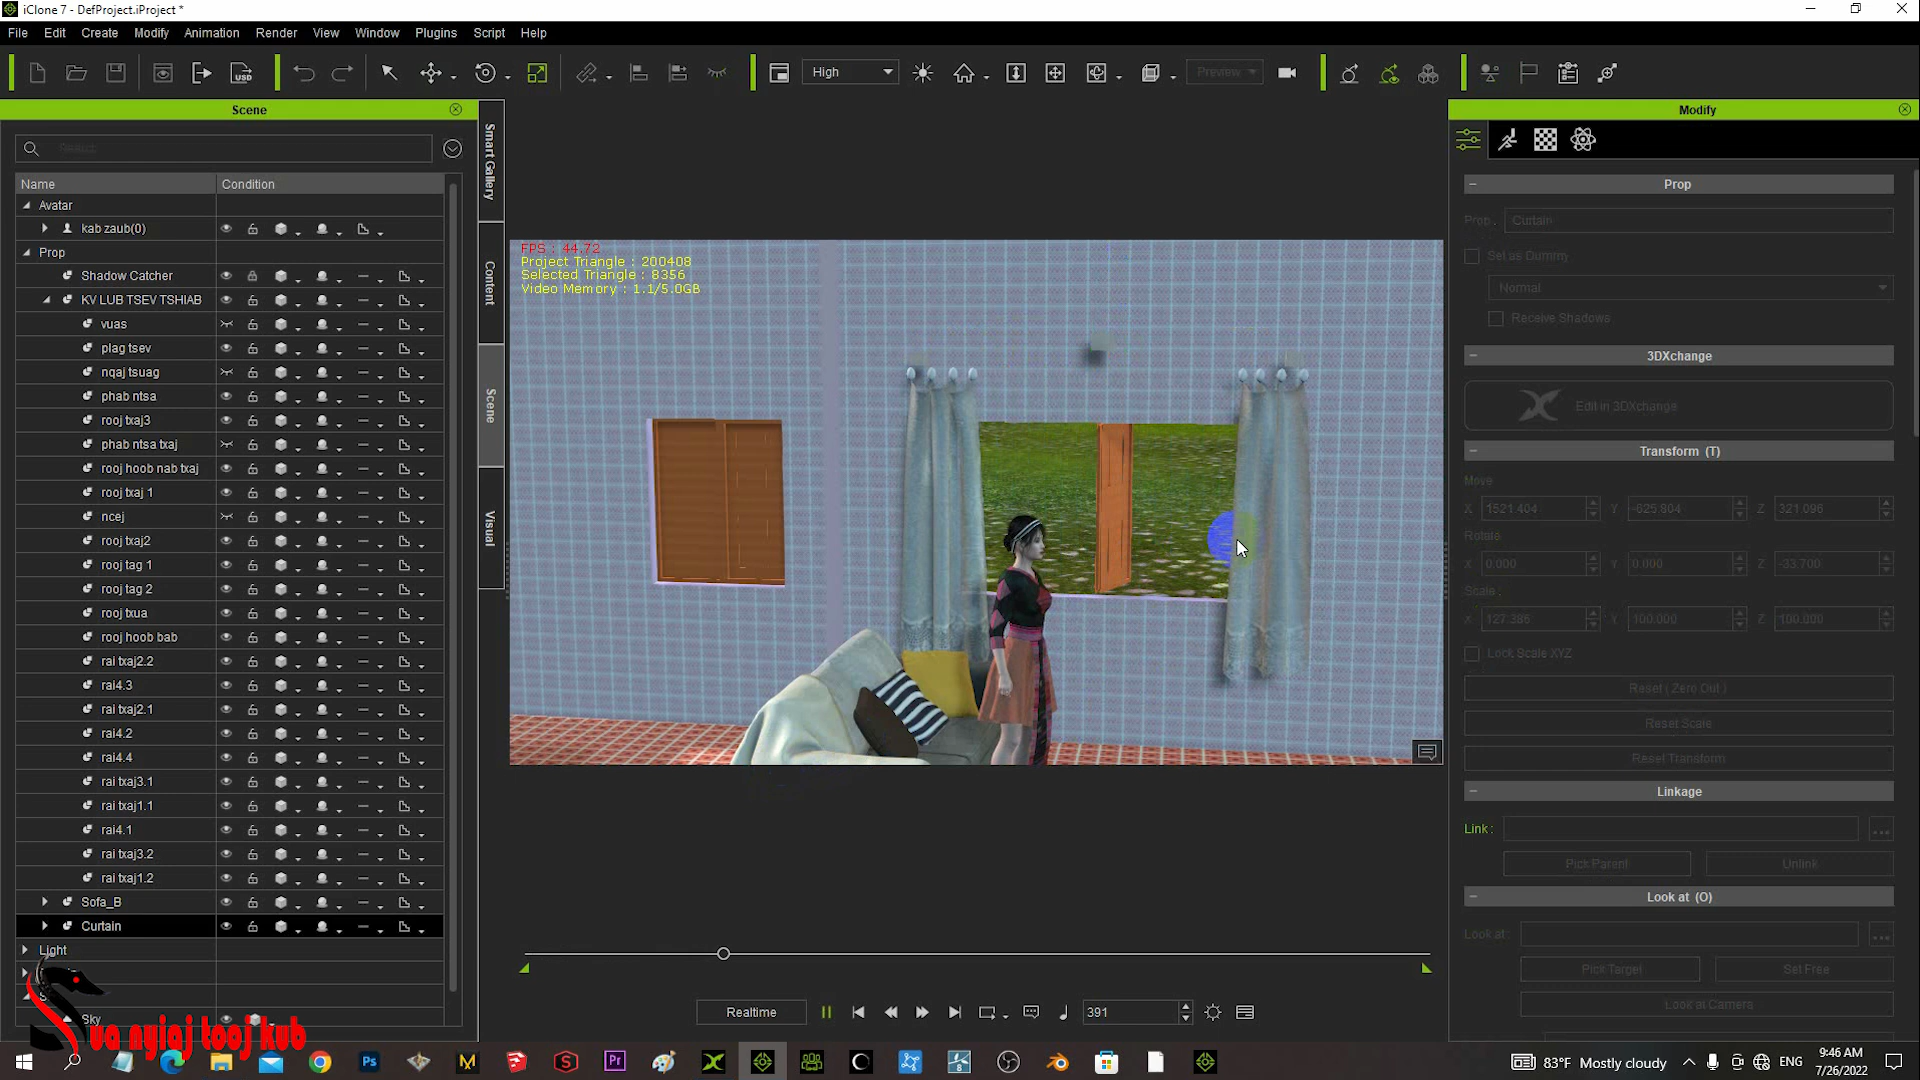 iClone 7 - DefProject.iProject *
File Edit Create Modify Animation Render View Window Plugins Script Help
High Preview
Scene
Search
Name Condition
Avatar
kab zaub(0)
Prop
Shadow Catcher
KV LUB TSEV TSHIAB
vuas
plag tsev
nqaj tsuag
phab ntsa
rooj txaj3
phab ntsa txaj
rooj hoob nab txaj
rooj txaj 1
ncej
rooj txaj2
rooj tag 1
rooj tag 2
rooj txua
rooj hoob bab
rai txaj2.2
rai4.3
rai txaj2.1
rai4.2
rai4.4
rai txaj3.1
rai txaj1.1
rai4.1
rai txaj3.2
rai txaj1.2
Sofa_B
Curtain
Light
Sky
Sua nyiaj tooj kub
Smart Gallery
Content
Scene
Visual
FPS : 44.72
Project Triangle : 200408
Selected Triangle : 8356
Video Memory : 1.1/5.0GB
Realtime 391
Modify
Prop
Prop : Curtain
Set as Dummy
Normal
Receive Shadows
3DXchange
Edit in 3DXchange
Transform (T)
Move
X 1521.404 Y -625.804 Z 321.096
Rotate
X 0.000 Y 0.000 Z -33.700
Scale :
X 127.385 Y 100.000 Z 100.000
Lock Scale XYZ
Reset ( Zero Out )
Reset Scale
Reset Transform
Linkage
Link :
...
Pick Parent Unlink
Look at (O)
Look at :
...
Pick Target Set Free
Look at Camera
83°F Mostly cloudy
ENG
9:46 AM
7/26/2022